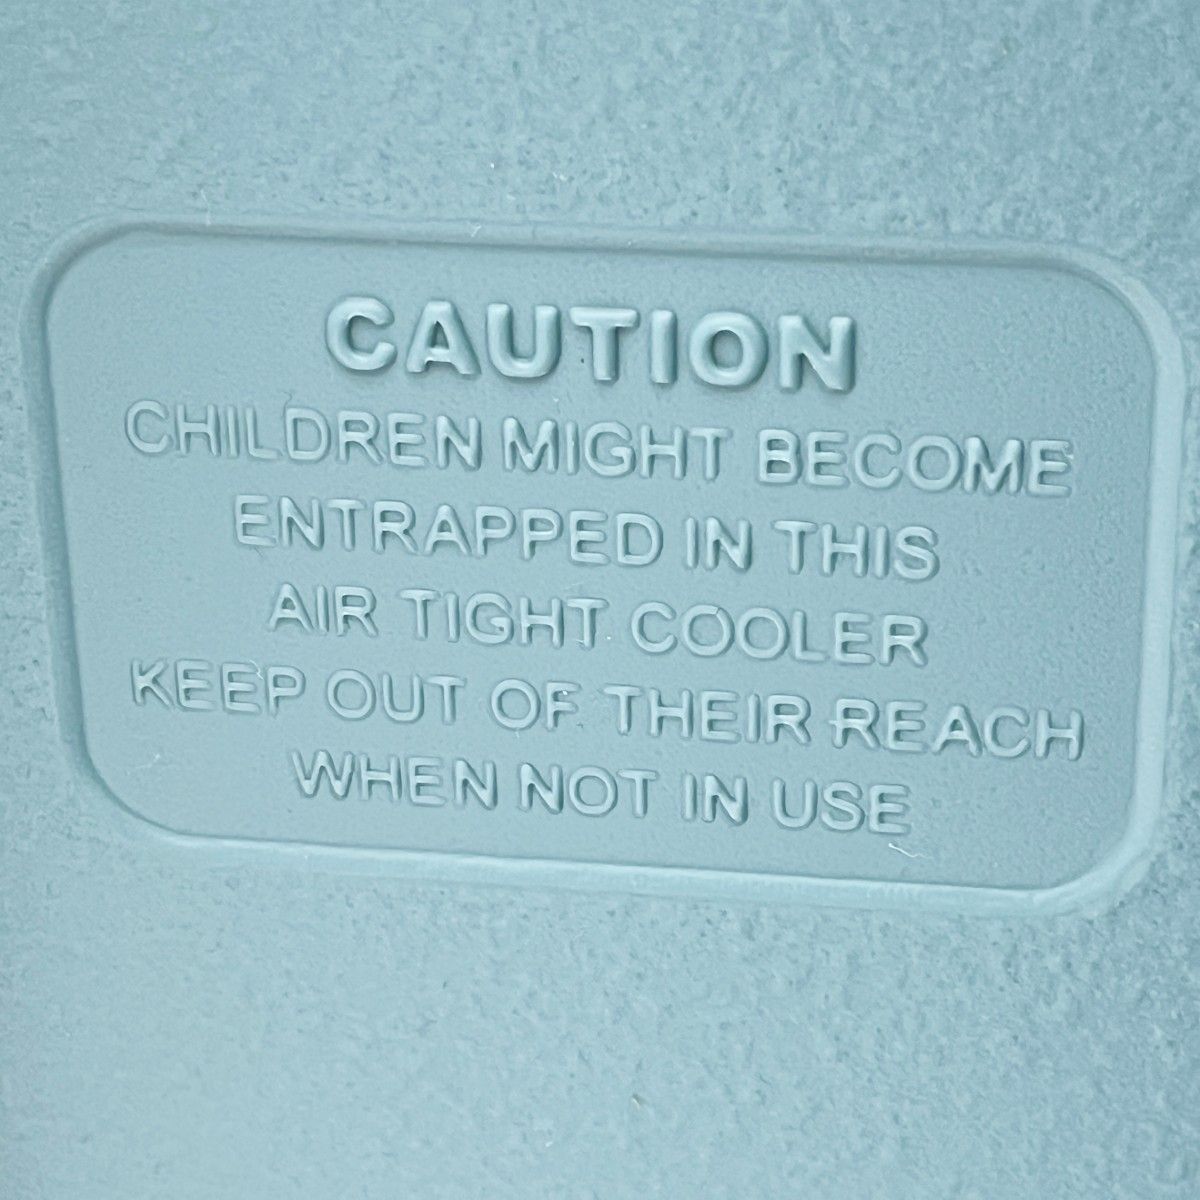 CAUTION
CHILDREN MIGHT BECOME
ENTRAPPED IN THIS
AIR TIGHT COOLER
KEEP OUT OF THEIR REACH
WHEN NOT IN USE